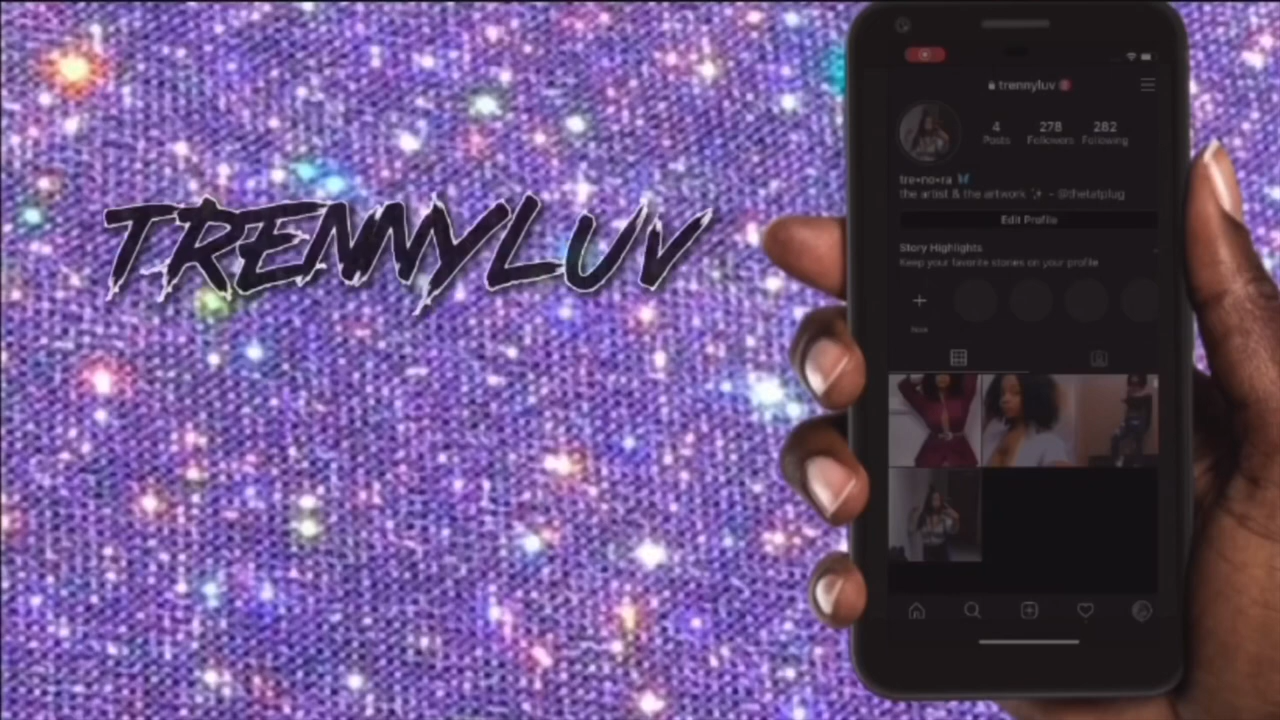 TRENNYLUV
trennyluv
4 278 282
Posts Followers Following
tre•no•ra
the artist & the artwork ✨ - @thetatplug
Edit Profile
Story Highlights
Keep your favorite stories on your profile
New